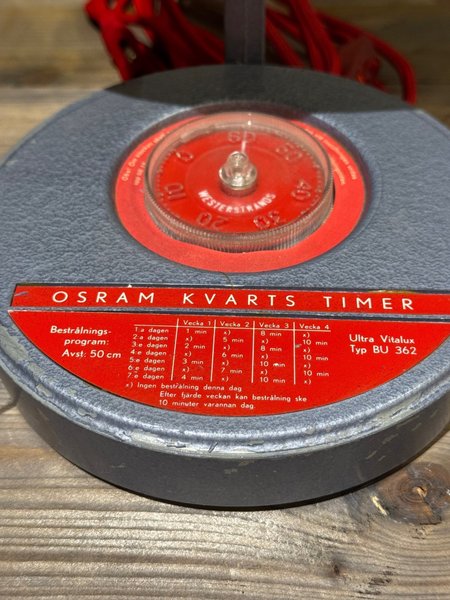 0
10
20
30
40
50
WESTERSTRANDS
OSRAM KVARTS TIMER
Bestrålnings-
program:
Avst: 50 cm
Vecka 1 Vecka 2 Vecka 3 Vecka 4
1:a dagen 1 min x) 8 min x)
2:a dagen x) 5 min x) 10 min
3:e dagen 2 min x) 8 min x)
4:e dagen x) 6 min x) 10 min
5:e dagen 3 min x) 10 min x)
6:e dagen x) 7 min x) 10 min
7:e dagen 4 min x) 10 min x)
x) Ingen bestrålning denna dag.
Efter fjärde veckan kan bestrålning ske
10 minuter varannan dag.
Ultra Vitalux
Typ BU 362